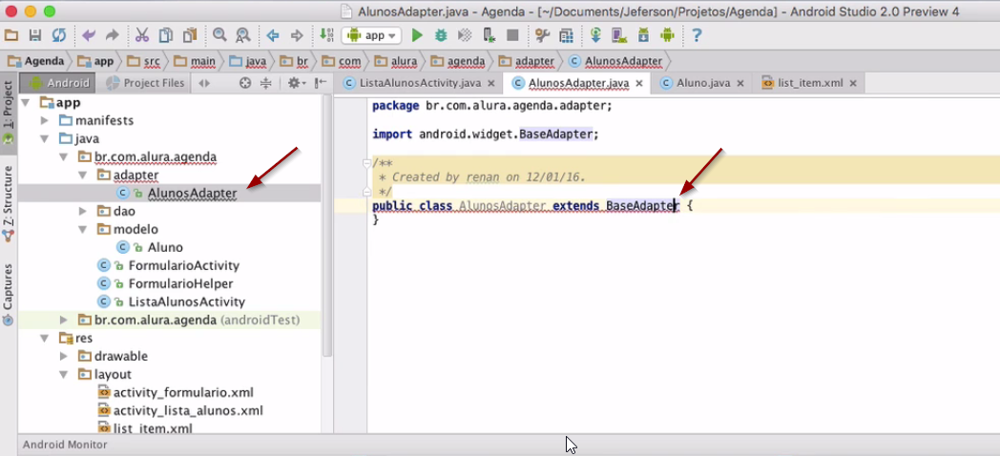 AlunosAdapter.java - Agenda - [~/Documents/Jeferson/Projetos/Agenda] - Android Studio 2.0 Preview 4
app
Agenda app src main java br com alura agenda adapter AlunosAdapter
1: Project
Z: Structure
Captures
Android Project Files
app
manifests
java
br.com.alura.agenda
adapter
AlunosAdapter
dao
modelo
Aluno
FormularioActivity
FormularioHelper
ListaAlunosActivity
br.com.alura.agenda (androidTest)
res
drawable
layout
activity_formulario.xml
activity_lista_alunos.xml
list_item.xml
ListaAlunosActivity.java AlunosAdapter.java Aluno.java list_item.xml
package br.com.alura.agenda.adapter;
import android.widget.BaseAdapter;
/**
* Created by renan on 12/01/16.
*/
public class AlunosAdapter extends BaseAdapter {
}
Android Monitor